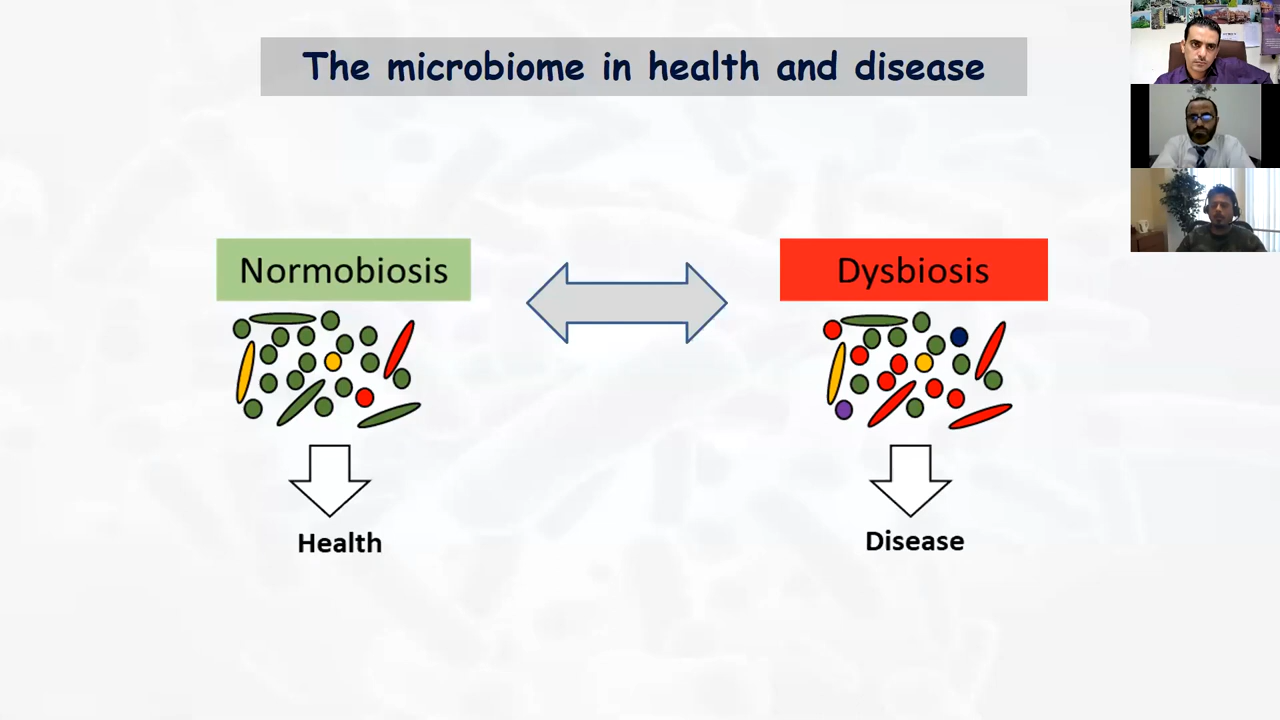 The microbiome in health and disease
Normobiosis
Dysbiosis
Health
Disease